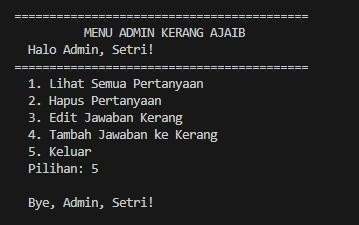 ==========================================
MENU ADMIN KERANG AJAIB
Halo Admin, Setri!
==========================================
1. Lihat Semua Pertanyaan
2. Hapus Pertanyaan
3. Edit Jawaban Kerang
4. Tambah Jawaban ke Kerang
5. Keluar
Pilihan: 5
Bye, Admin, Setri!